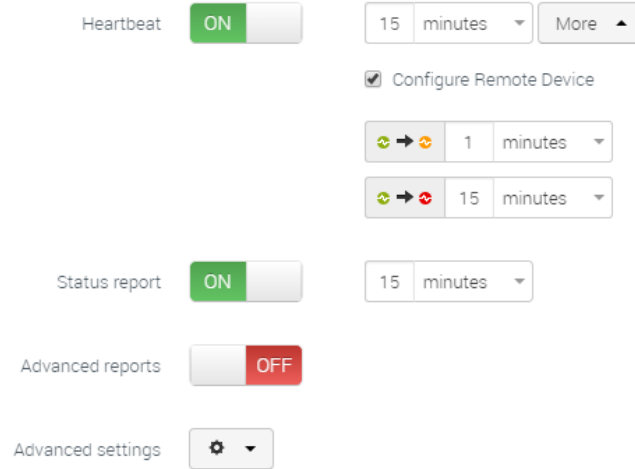 Heartbeat ON 15 minutes More
Configure Remote Device
1 minutes
15 minutes
Status report ON 15 minutes
Advanced reports OFF
Advanced settings